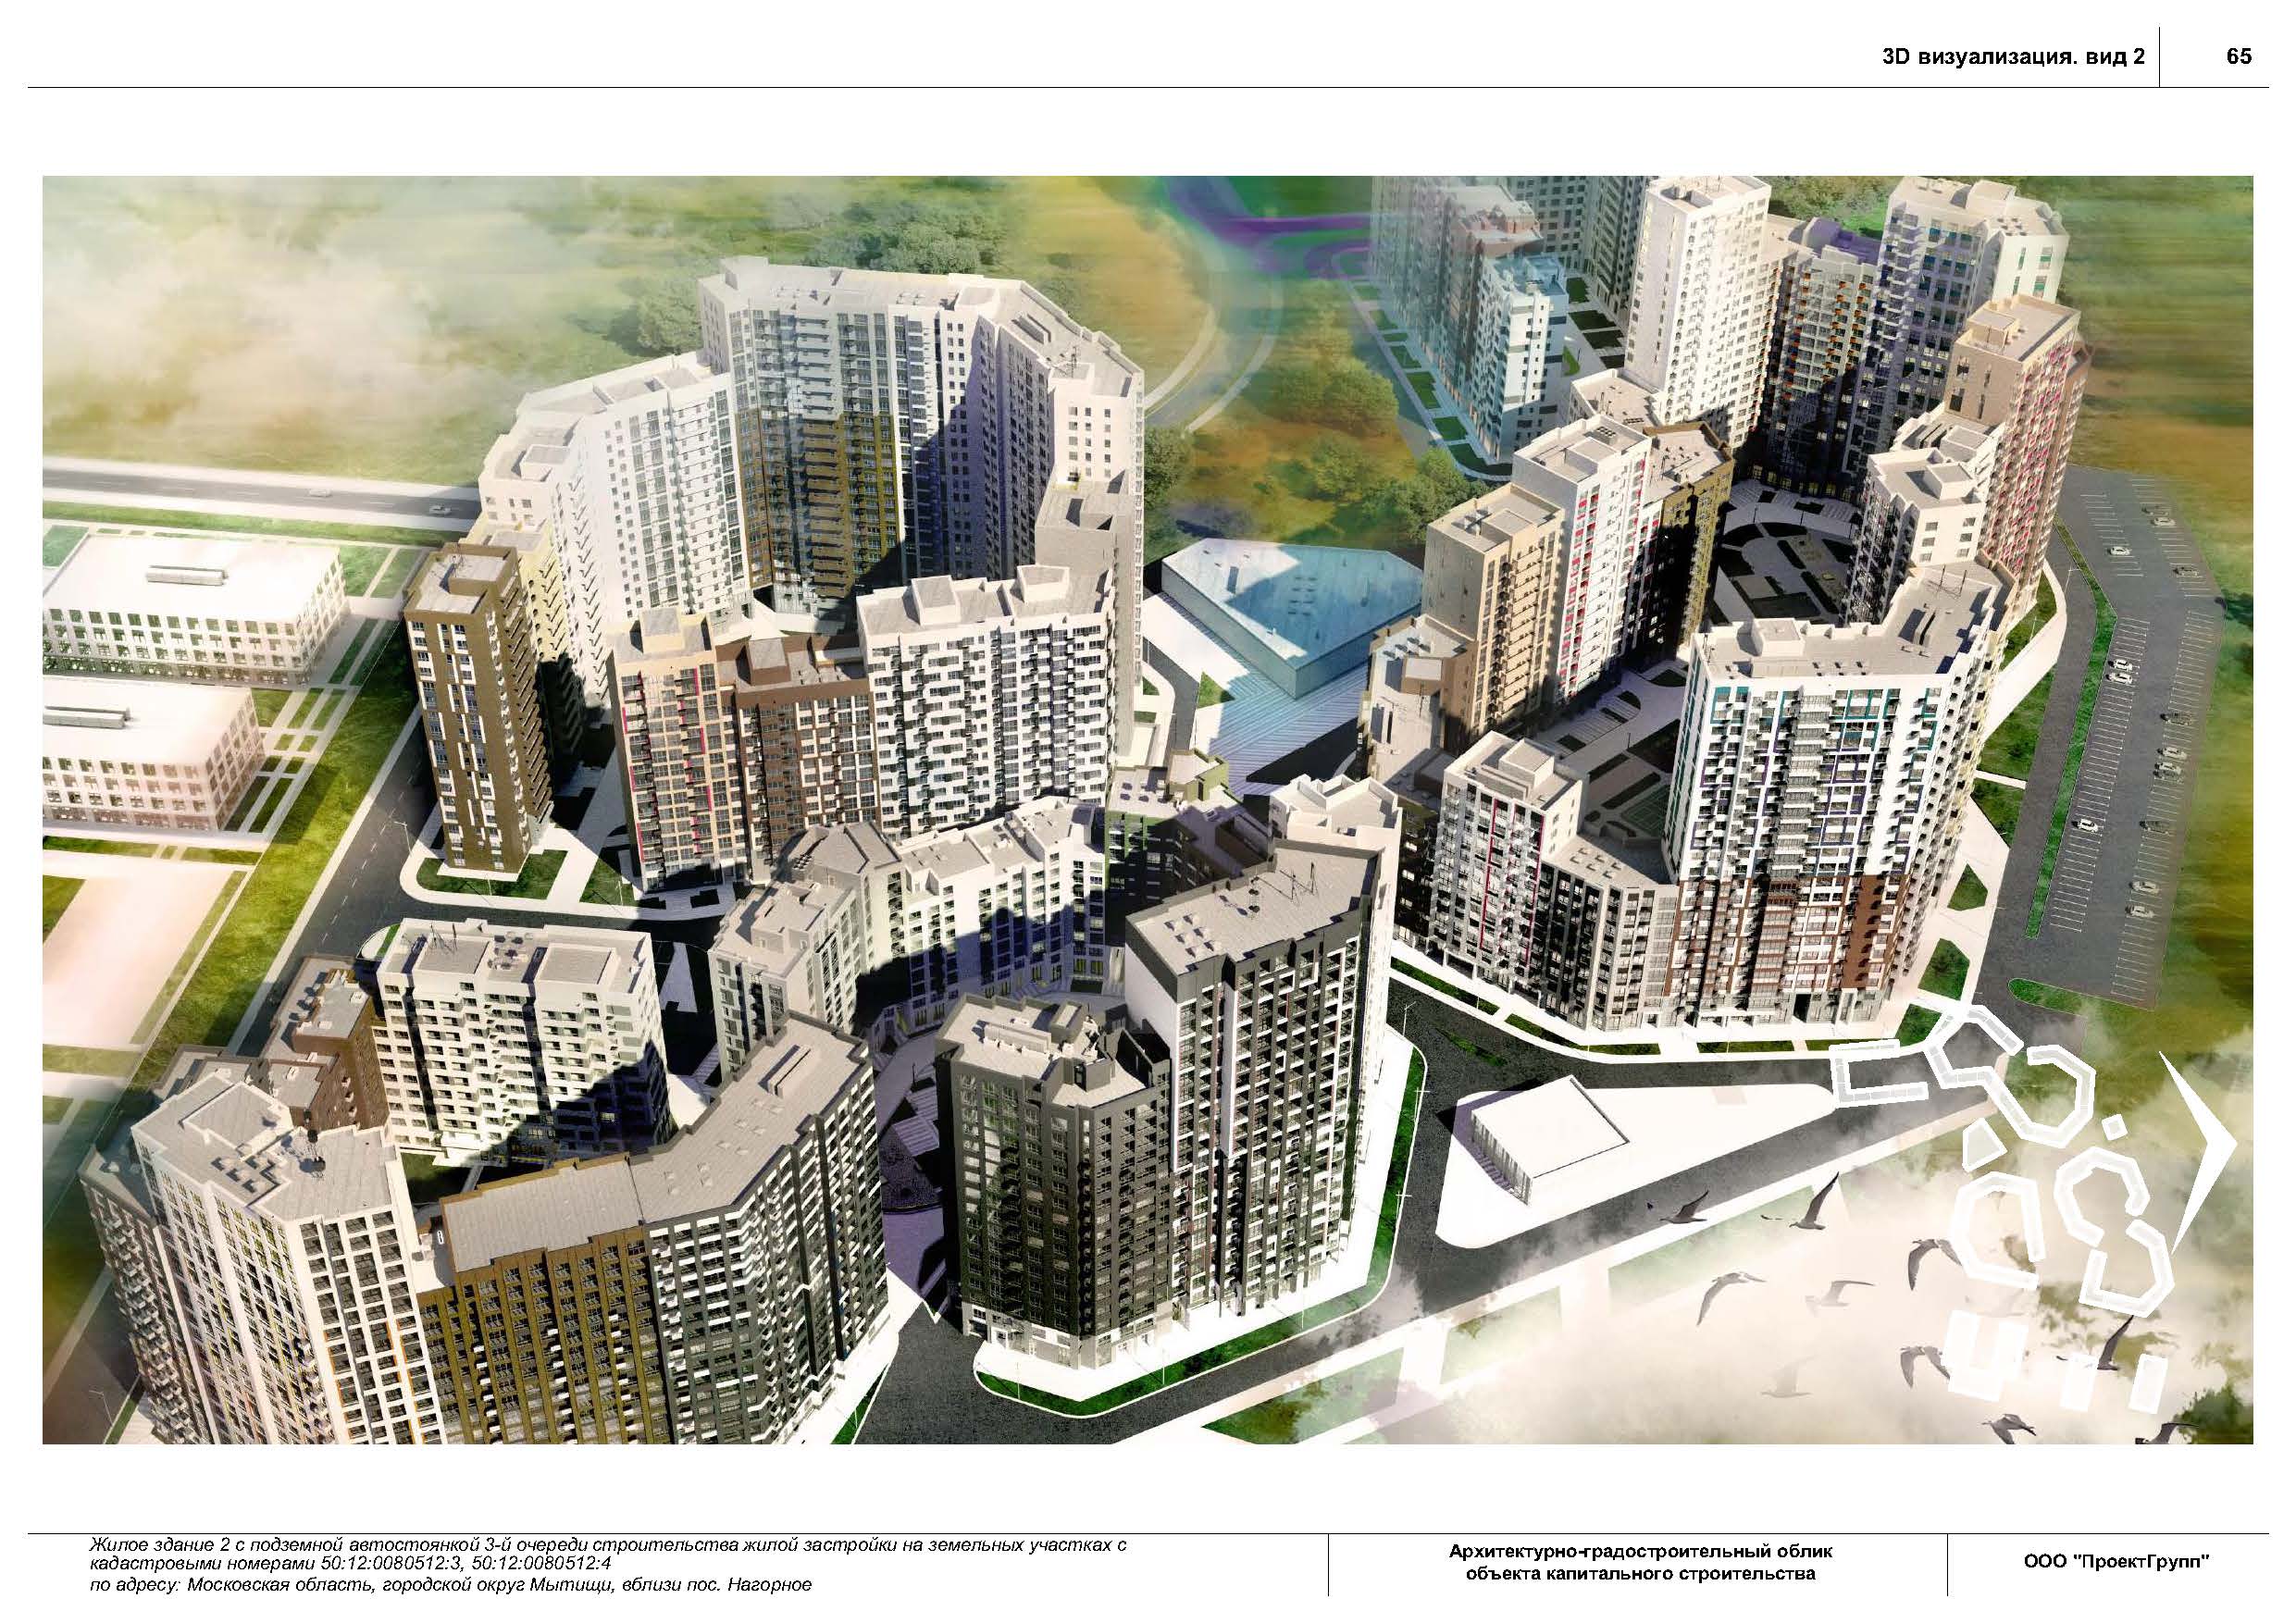 3D визуализация. вид 2
65
Жилое здание 2 с подземной автостоянкой 3-й очереди строительства жилой застройки на земельных участках с
кадастровыми номерами 50:12:0080512:3, 50:12:0080512:4
по адресу: Московская область, городской округ Мытищи, вблизи пос. Нагорное
Архитектурно-градостроительный облик
объекта капитального строительства
ООО "ПроектГрупп"